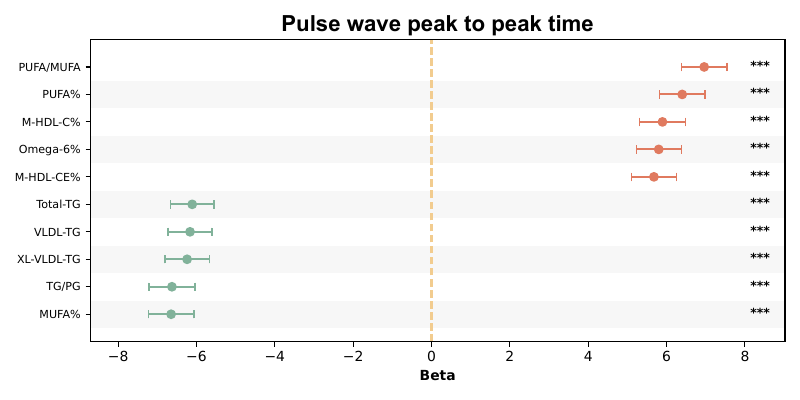 Pulse wave peak to peak time
PUFA/MUFA ***
PUFA% ***
M-HDL-C% ***
Omega-6% ***
M-HDL-CE% ***
Total-TG ***
VLDL-TG ***
XL-VLDL-TG ***
TG/PG ***
MUFA% ***
−8 −6 −4 −2 0 2 4 6 8
Beta